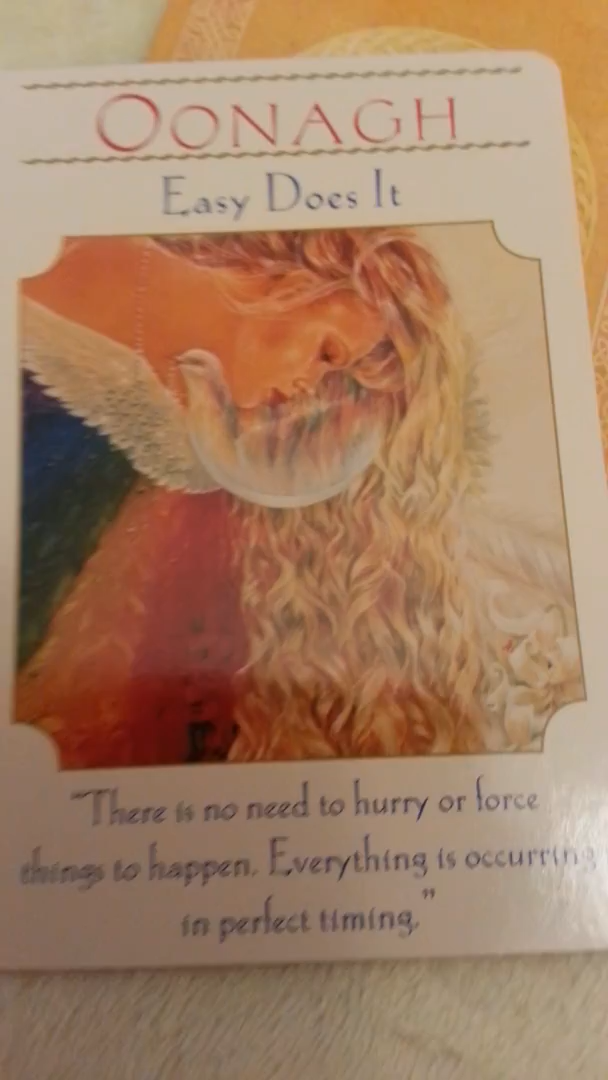 OONAGH
Easy Does It
"There is no need to hurry or force
things to happen. Everything is occurring
in perfect timing."